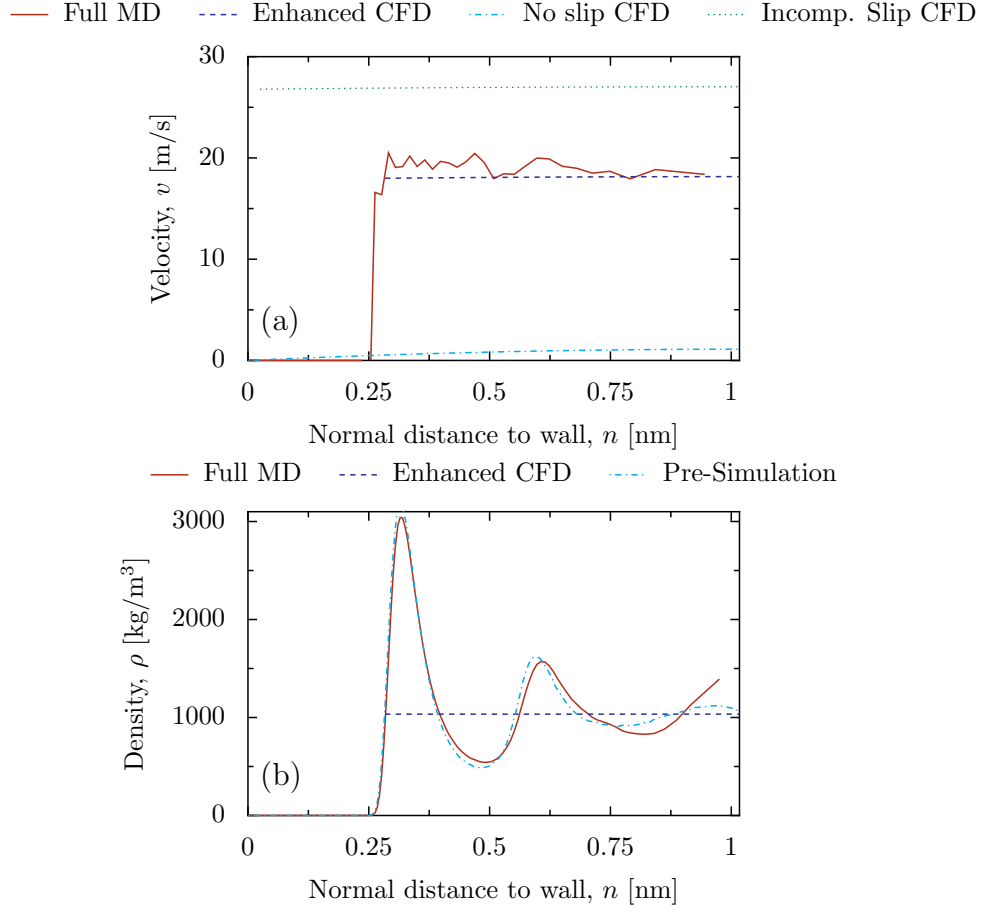 Full MD Enhanced CFD No slip CFD Incomp. Slip CFD
30
20
10
0
Velocity, v [m/s]
(a)
0 0.25 0.5 0.75 1
Normal distance to wall, n [nm]
Full MD Enhanced CFD Pre-Simulation
3000
2000
1000
0
Density, ρ [kg/m³]
(b)
0 0.25 0.5 0.75 1
Normal distance to wall, n [nm]